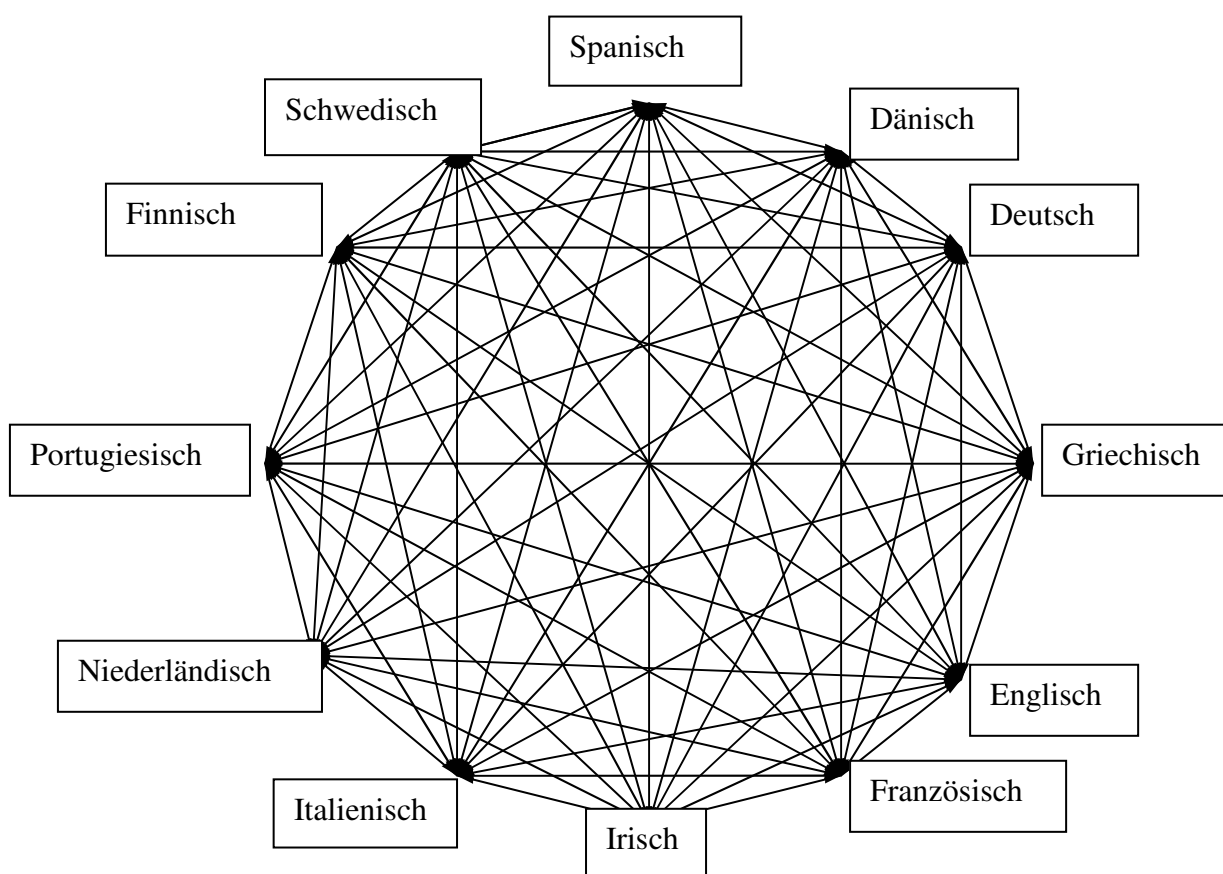 Spanisch
Schwedisch
Dänisch
Finnisch
Deutsch
Portugiesisch
Griechisch
Niederländisch
Englisch
Italienisch
Irisch
Französisch